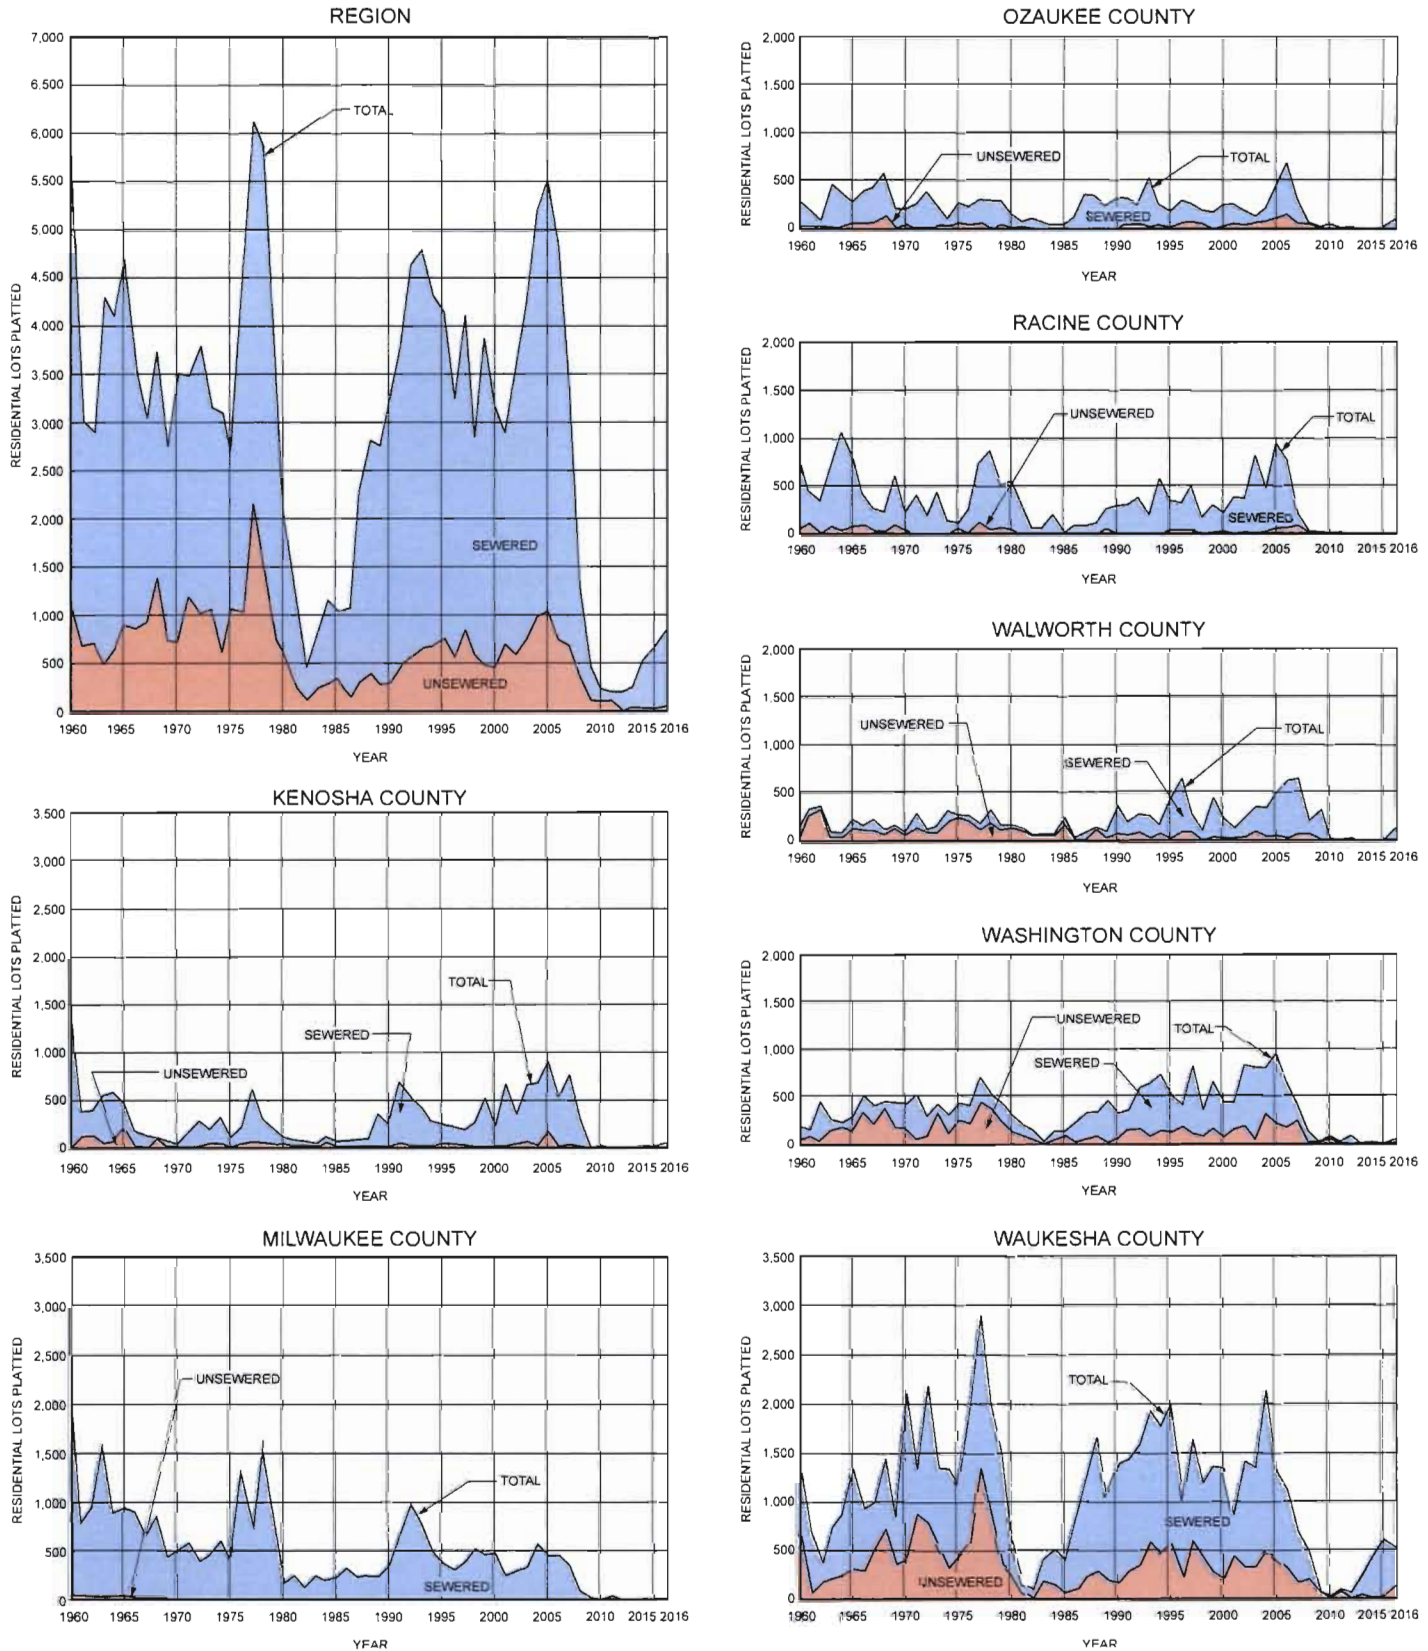 REGION
7,000
6.500
6,000
5,500
5,000
4,500
4,000
3,500
3,000
2,500
2,000
1,500
1,000
500
0
RESIDENTIAL LOTS PLATTED
TOTAL
SEWERED
UNSEWERED
1960 1965 1970 1975 1980 1985 1990 1995 2000 2005 2010 2015 2016
YEAR
KENOSHA COUNTY
3.500
3,000
2,500
2,000
1,500
1,000
500
0
RESIDENTIAL LOTS PLATTED
TOTAL
SEWERED
UNSEWERED
1960 1965 1970 1975 1980 1985 1990 1995 2000 2005 2010 2015 2016
YEAR
MILWAUKEE COUNTY
3,500
3,000
2,500
2,000
1,500
1,000
500
0
RESIDENTIAL LOTS PLATTED
UNSEWERED
TOTAL
SEWERED
1960 1965 1970 1975 1980 1985 1990 1995 2000 2005 2010 2015 2016
YEAR
OZAUKEE COUNTY
2,000
1,500
1,000
500
0
RESIDENTIAL LOTS PLATTED
UNSEWERED
TOTAL
SEWERED
1960 1965 1970 1975 1980 1985 1990 1995 2000 2005 2010 2015 2016
YEAR
RACINE COUNTY
2,000
1,500
1,000
500
0
RESIDENTIAL LOTS PLATTED
UNSEWERED
TOTAL
SEWERED
1960 1965 1970 1975 1980 1985 1990 1995 2000 2005 2010 2015 2016
YEAR
WALWORTH COUNTY
2,000
1,500
1,000
500
0
RESIDENTIAL LOTS PLATTED
UNSEWERED
TOTAL
SEWERED
1960 1965 1970 1975 1980 1985 1990 1995 2000 2005 2010 2015 2016
YEAR
WASHINGTON COUNTY
2,000
1,500
1,000
500
0
RESIDENTIAL LOTS PLATTED
UNSEWERED
TOTAL
SEWERED
1960 1965 1970 1975 1980 1985 1990 1995 2000 2005 2010 2015 2016
YEAR
WAUKESHA COUNTY
3,500
3,000
2,500
2,000
1,500
1,000
500
0
RESIDENTIAL LOTS PLATTED
TOTAL
SEWERED
UNSEWERED
1960 1965 1970 1975 1980 1985 1990 1995 2000 2005 2010 2015 2016
YEAR